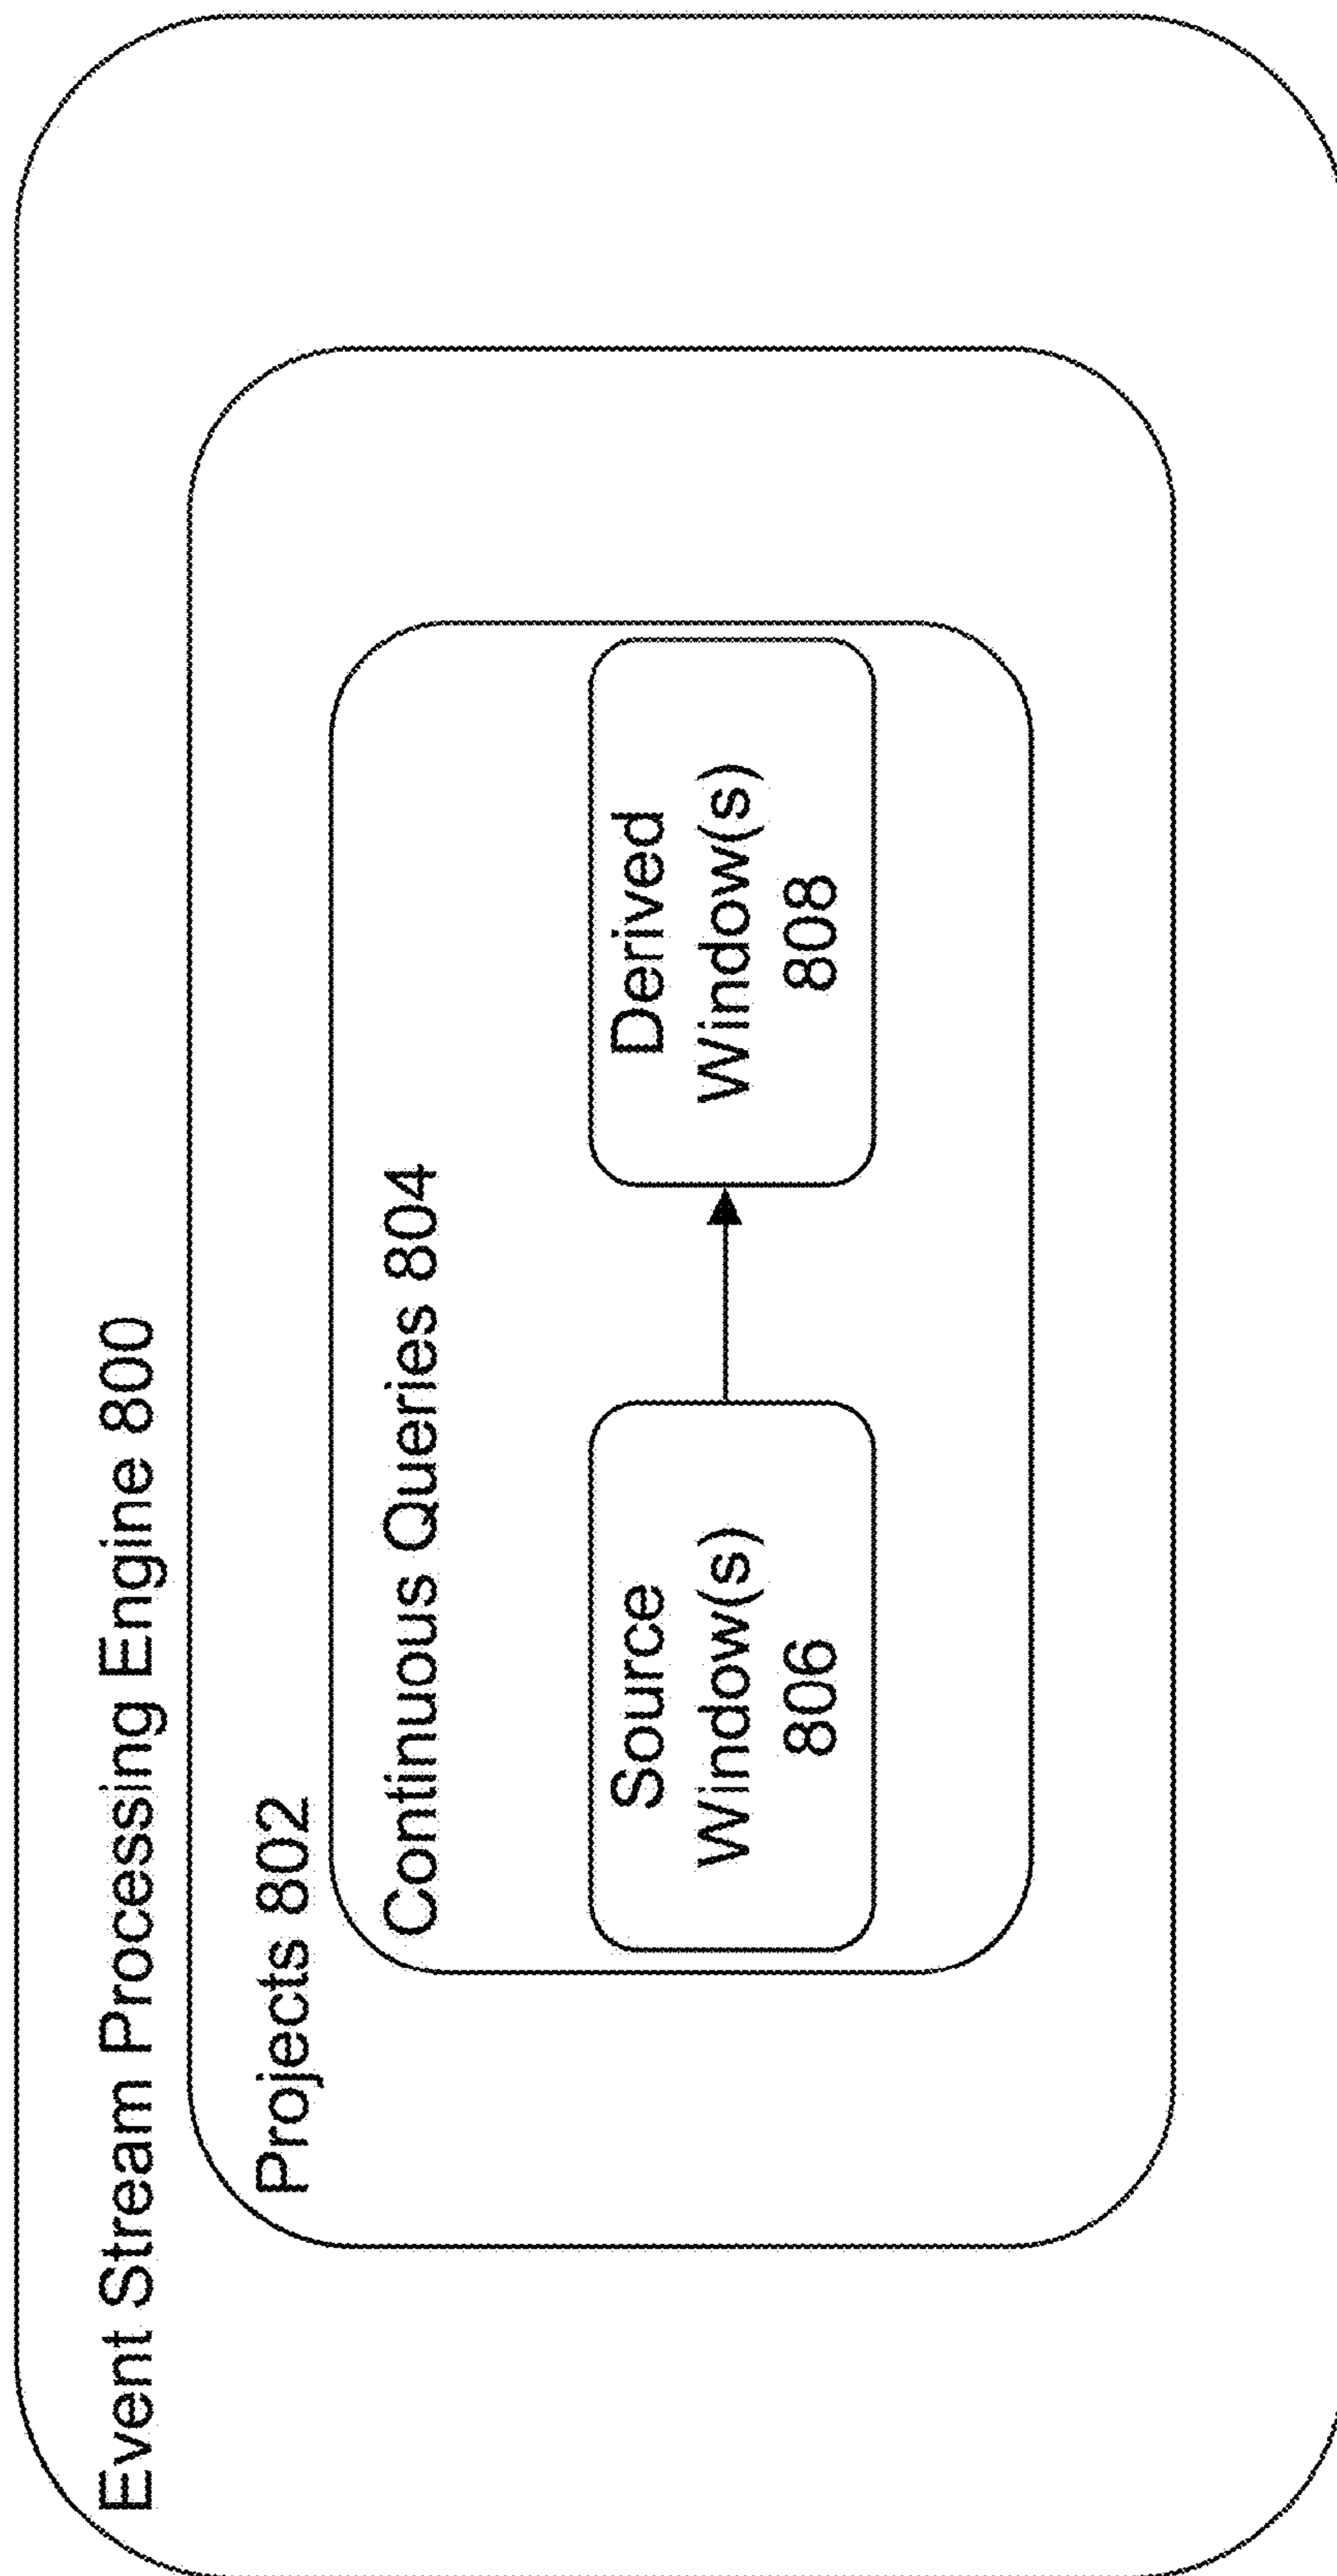 Event Stream Processing Engine 800
Projects 802
Continuous Queries 804
Source
Window(s)
806
Derived
Window(s)
808